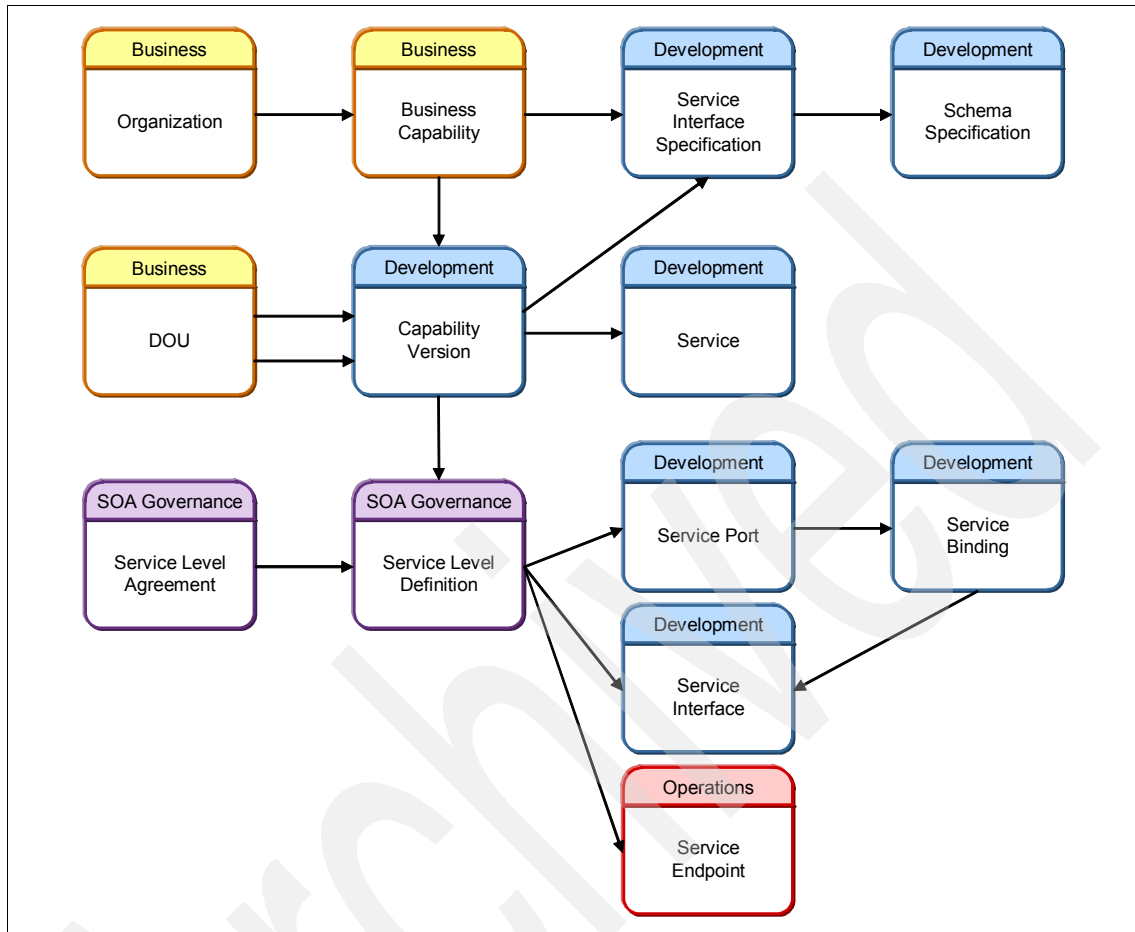 Business
Organization
Business
Business
Capability
Development
Service
Interface
Specification
Development
Schema
Specification
Business
DOU
Development
Capability
Version
Development
Service
SOA Governance
Service Level
Agreement
SOA Governance
Service Level
Definition
Development
Service Port
Development
Service
Binding
Development
Service
Interface
Operations
Service
Endpoint
Archived